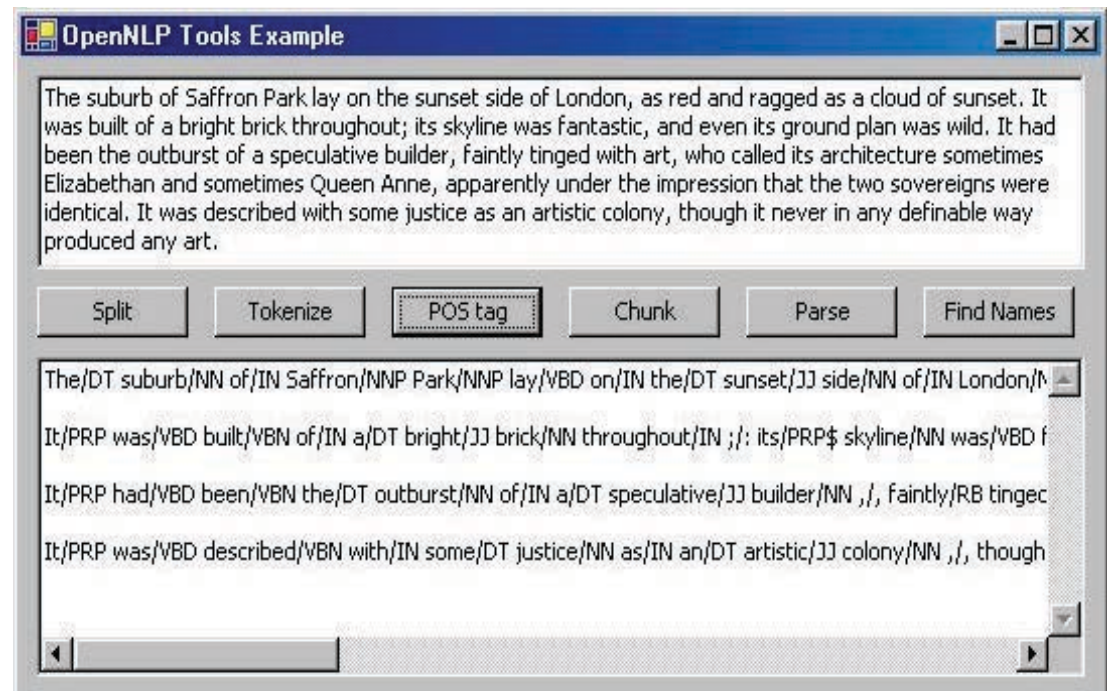 OpenNLP Tools Example
The suburb of Saffron Park lay on the sunset side of London, as red and ragged as a cloud of sunset. It
was built of a bright brick throughout; its skyline was fantastic, and even its ground plan was wild. It had
been the outburst of a speculative builder, faintly tinged with art, who called its architecture sometimes
Elizabethan and sometimes Queen Anne, apparently under the impression that the two sovereigns were
identical. It was described with some justice as an artistic colony, though it never in any definable way
produced any art.
Split Tokenize POS tag Chunk Parse Find Names
The/DT suburb/NN of/IN Saffron/NNP Park/NNP lay/VBD on/IN the/DT sunset/JJ side/NN of/IN London/N
It/PRP was/VBD built/VBN of/IN a/DT bright/JJ brick/NN throughout/IN ;/: its/PRP$ skyline/NN was/VBD f
It/PRP had/VBD been/VBN the/DT outburst/NN of/IN a/DT speculative/JJ builder/NN ,/, faintly/RB tinged
It/PRP was/VBD described/VBN with/IN some/DT justice/NN as/IN an/DT artistic/JJ colony/NN ,/, though